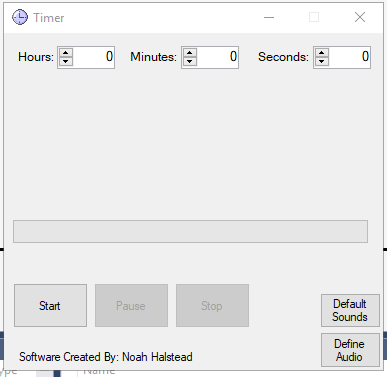 Timer
Hours: 0 Minutes: 0 Seconds: 0
Start Pause Stop
Default
Sounds
Define
Audio
Software Created By: Noah Halstead
Name